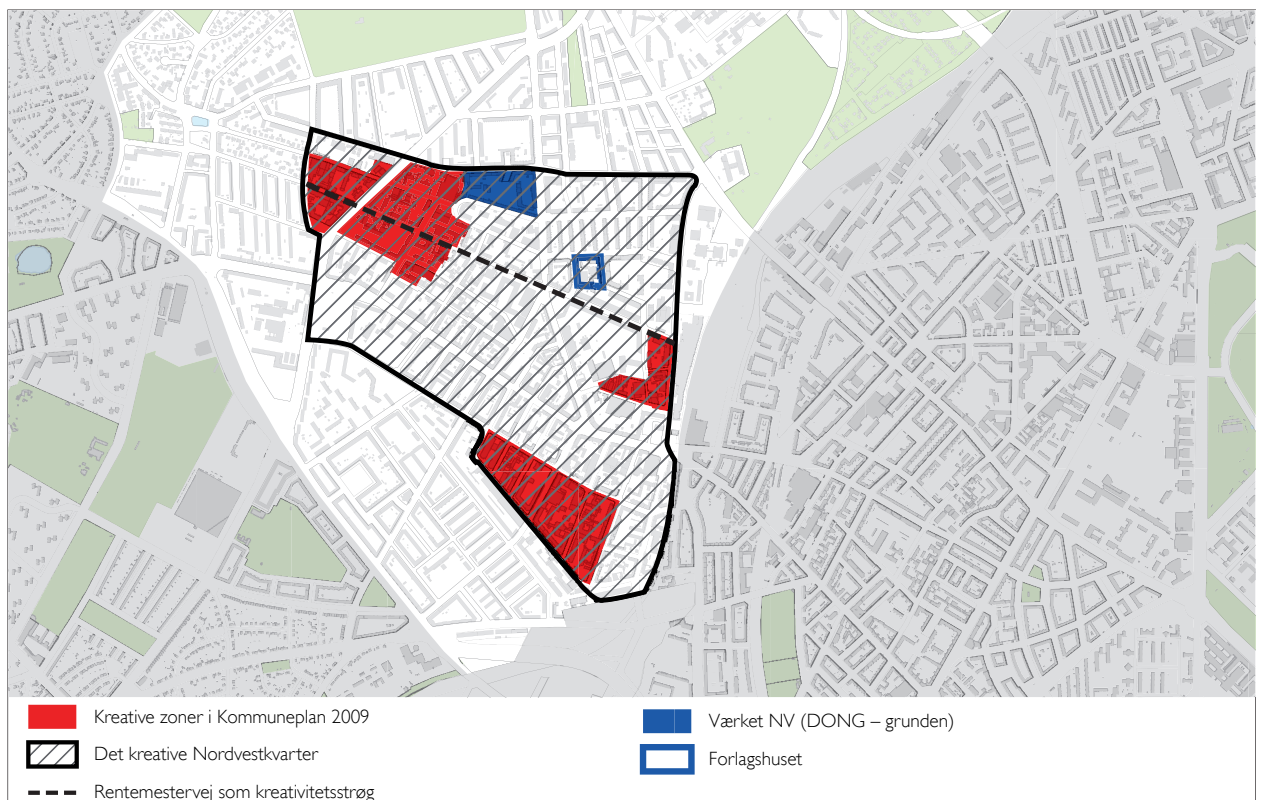 Kreative zoner i Kommuneplan 2009
Det kreative Nordvestkvarter
Rentemestervej som kreativitetsstrøg
Værket NV (DONG – grunden)
Forlagshuset